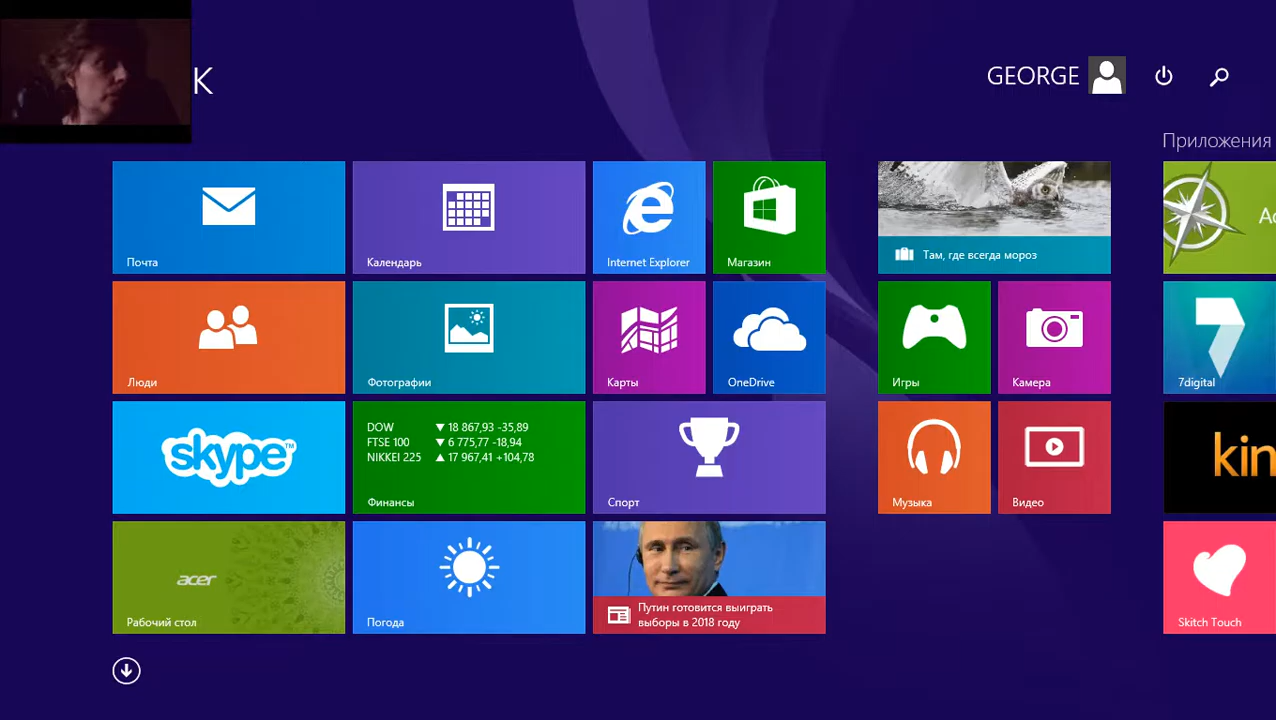 К
GEORGE
Приложения
Почта
Календарь
Internet Explorer
Магазин
Там, где всегда мороз
Люди
Фотографии
Карты
OneDrive
Игры
Камера
7digital
skype™
DOW ▼ 18 867,93 -35,89
FTSE 100 ▼ 6 775,77 -18,94
NIKKEI 225 ▲ 17 967,41 +104,78
Финансы
Спорт
Музыка
Видео
kin
acer
Рабочий стол
Погода
Путин готовится выиграть
выборы в 2018 году
Skitch Touch